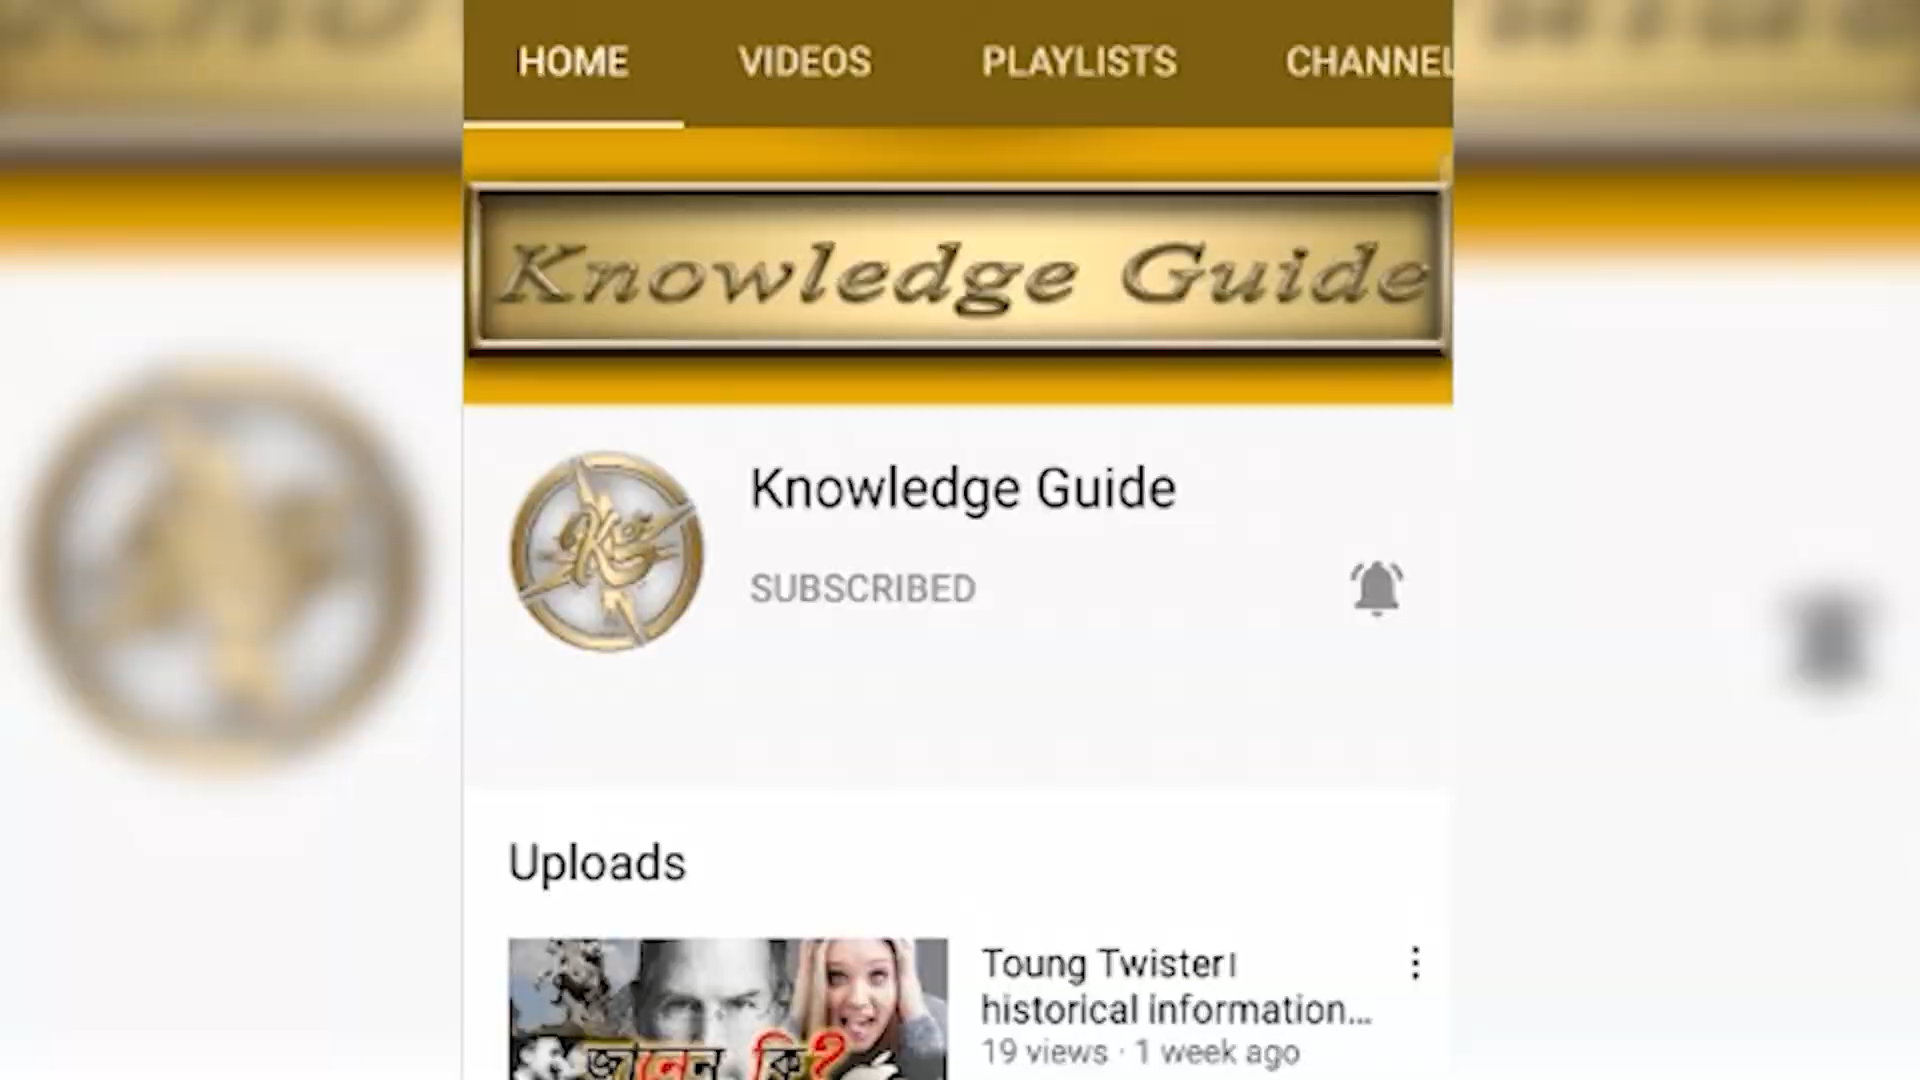 HOME VIDEOS PLAYLISTS CHANNEL
Knowledge Guide
KG
Knowledge Guide
SUBSCRIBED
Uploads
Toung Twister।
historical information...
19 views · 1 week ago
জানেন কি?